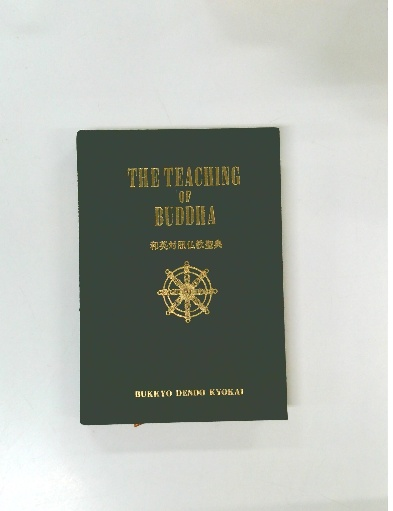 THE TEACHING
OF
BUDDHA
和英対照仏教聖典
BUKKYO DENDO KYOKAI